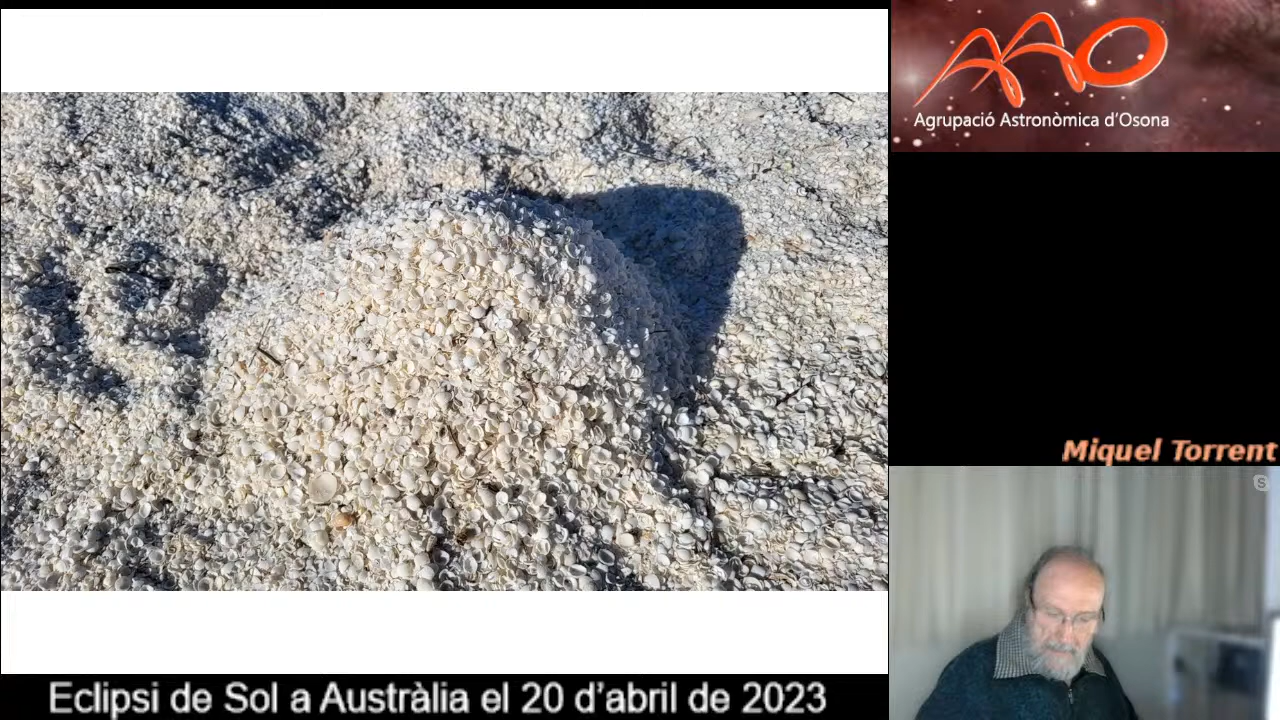 AAO
Agrupació Astronòmica d'Osona
Miquel Torrent
S
Eclipsi de Sol a Austràlia el 20 d'abril de 2023